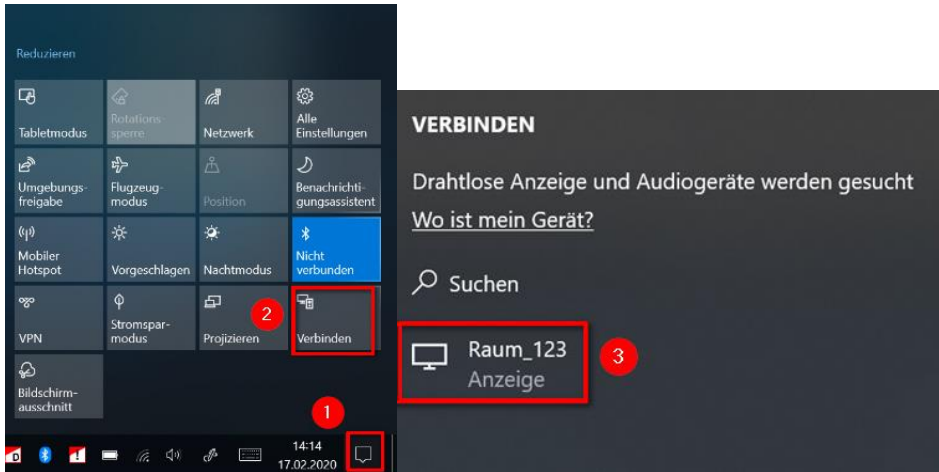 Reduzieren
Tabletmodus
Rotations-
sperre
Netzwerk
Alle
Einstellungen
Umgebungs-
freigabe
Flugzeug-
modus
Position
Benachrichti-
gungsassistent
Mobiler
Hotspot
Vorgeschlagen
Nachtmodus
Nicht
verbunden
VPN
Stromspar-
modus
Projizieren
2
Verbinden
Bildschirm-
ausschnitt
1
D
14:14
17.02.2020
VERBINDEN
Drahtlose Anzeige und Audiogeräte werden gesucht
Wo ist mein Gerät?
Suchen
Raum_123
Anzeige
3